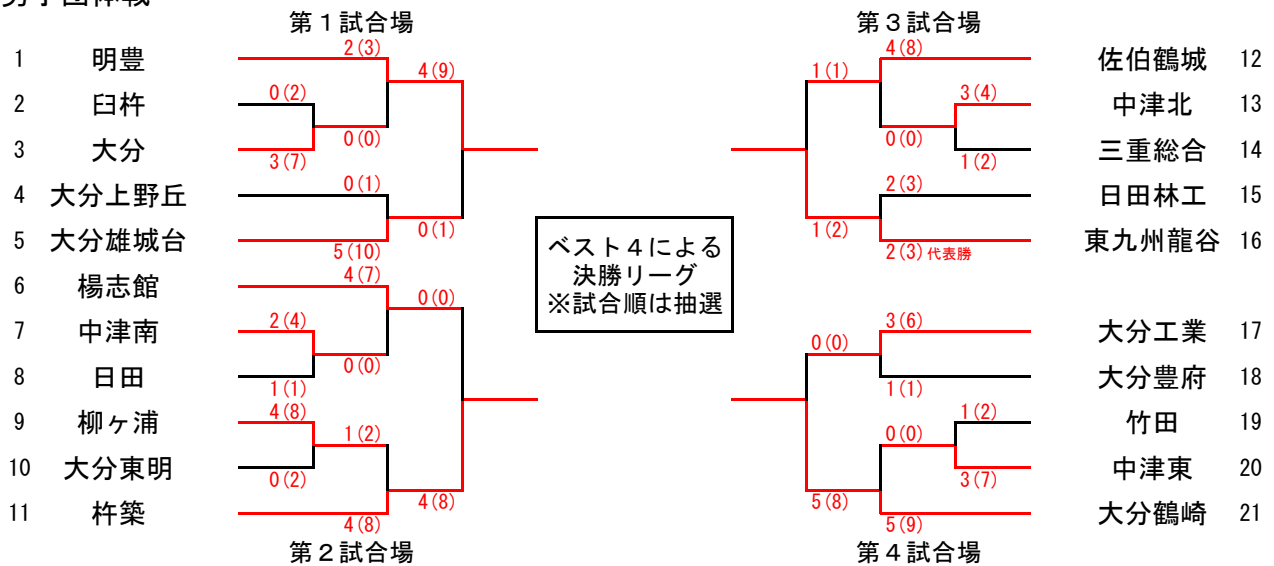 第１試合場
1 明豊
2 臼杵
3 大分
4 大分上野丘
5 大分雄城台
6 楊志館
7 中津南
8 日田
9 柳ヶ浦
10 大分東明
11 杵築
2(3)
4(9)
0(2)
0(0)
3(7)
0(1)
0(1)
5(10)
4(7)
0(0)
2(4)
0(0)
1(1)
4(8)
1(2)
0(2)
4(8)
4(8)
第２試合場
ベスト４による
決勝リーグ
※試合順は抽選
第３試合場
4(8)
1(1)
3(4)
0(0)
1(2)
2(3)
1(2)
2(3)代表勝
3(6)
0(0)
1(1)
1(2)
0(0)
3(7)
5(8)
5(9)
佐伯鶴城 12
中津北 13
三重総合 14
日田林工 15
東九州龍谷 16
大分工業 17
大分豊府 18
竹田 19
中津東 20
大分鶴崎 21
第４試合場